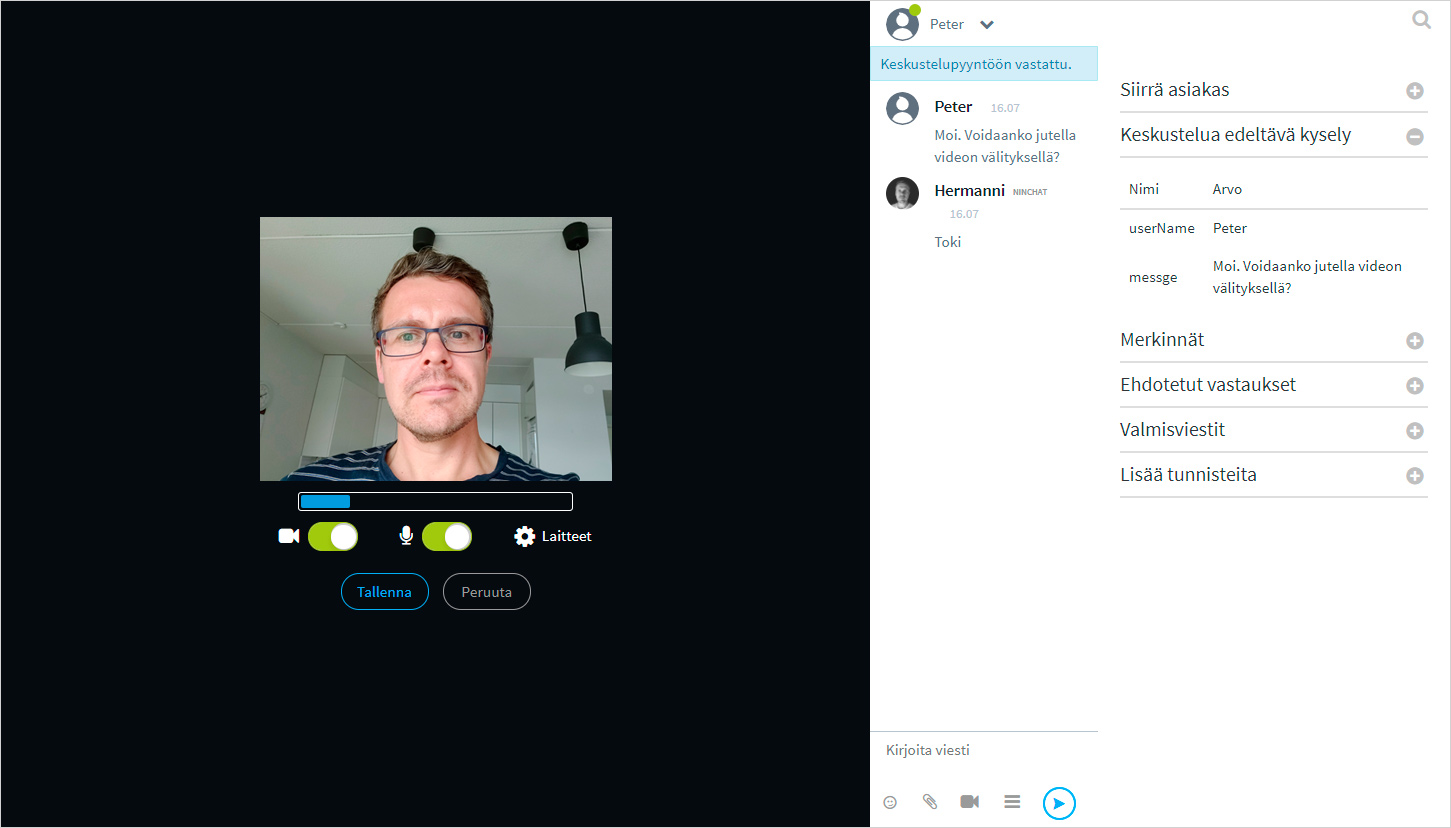 Laitteet
Tallenna
Peruuta
Peter
Keskustelupyyntöön vastattu.
Peter 16.07
Moi. Voidaanko jutella
videon välityksellä?
Hermanni NINCHAT
16.07
Toki
Kirjoita viesti
Siirrä asiakas
Keskustelua edeltävä kysely
Nimi Arvo
userName Peter
messge Moi. Voidaanko jutella videon
välityksellä?
Merkinnät
Ehdotetut vastaukset
Valmisviestit
Lisää tunnisteita